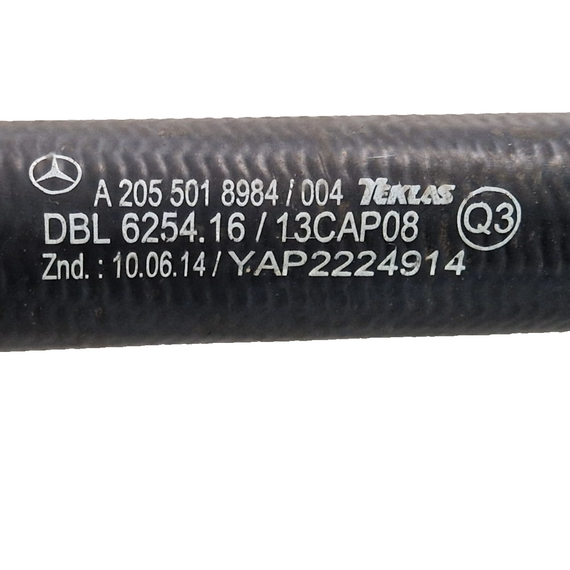 A 205 501 8984 / 004 TEKLAS
DBL 6254.16 / 13CAP08 Q3
Znd. : 10.06.14 / YAP2224914